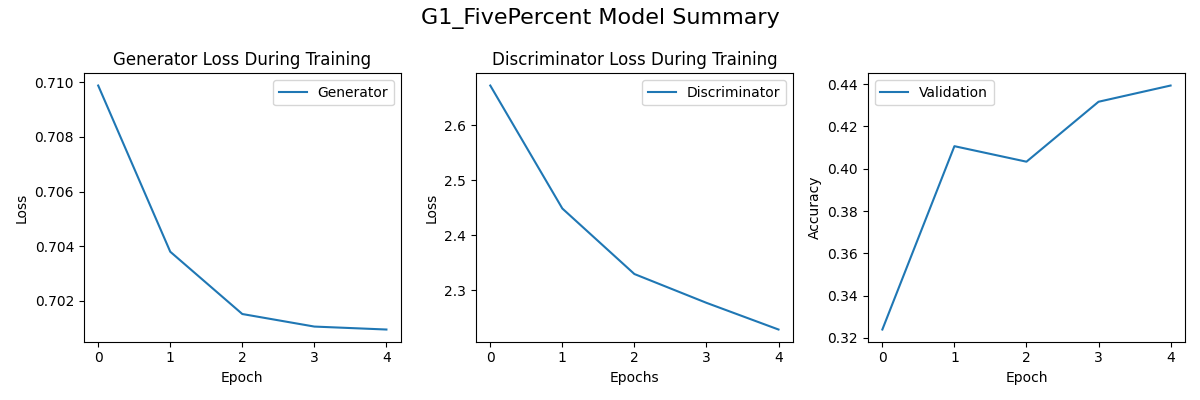 G1_FivePercent Model Summary
Generator Loss During Training
Generator
0.710
0.708
0.706
0.704
0.702
Loss
0 1 2 3 4
Epoch
Discriminator Loss During Training
Discriminator
2.6
2.5
2.4
2.3
Loss
0 1 2 3 4
Epochs
Validation
0.44
0.42
0.40
0.38
0.36
0.34
0.32
Accuracy
0 1 2 3 4
Epoch